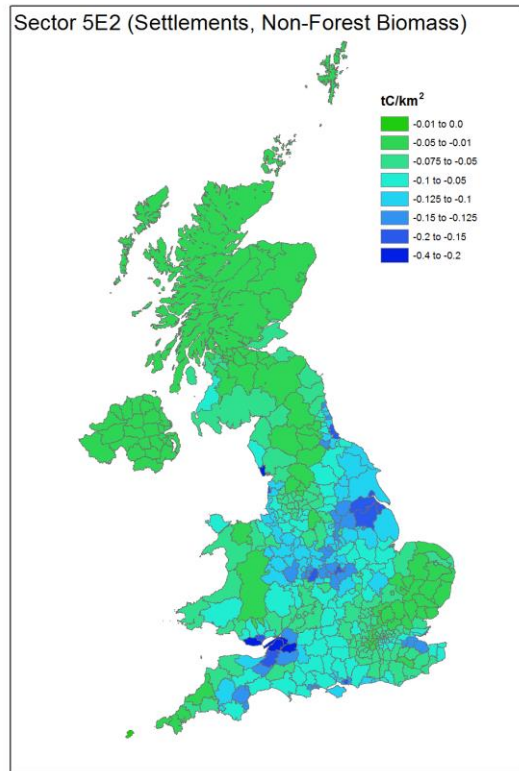 Sector 5E2 (Settlements, Non-Forest Biomass)
tC/km²
-0.01 to 0.0
-0.05 to -0.01
-0.075 to -0.05
-0.1 to -0.05
-0.125 to -0.1
-0.15 to -0.125
-0.2 to -0.15
-0.4 to -0.2